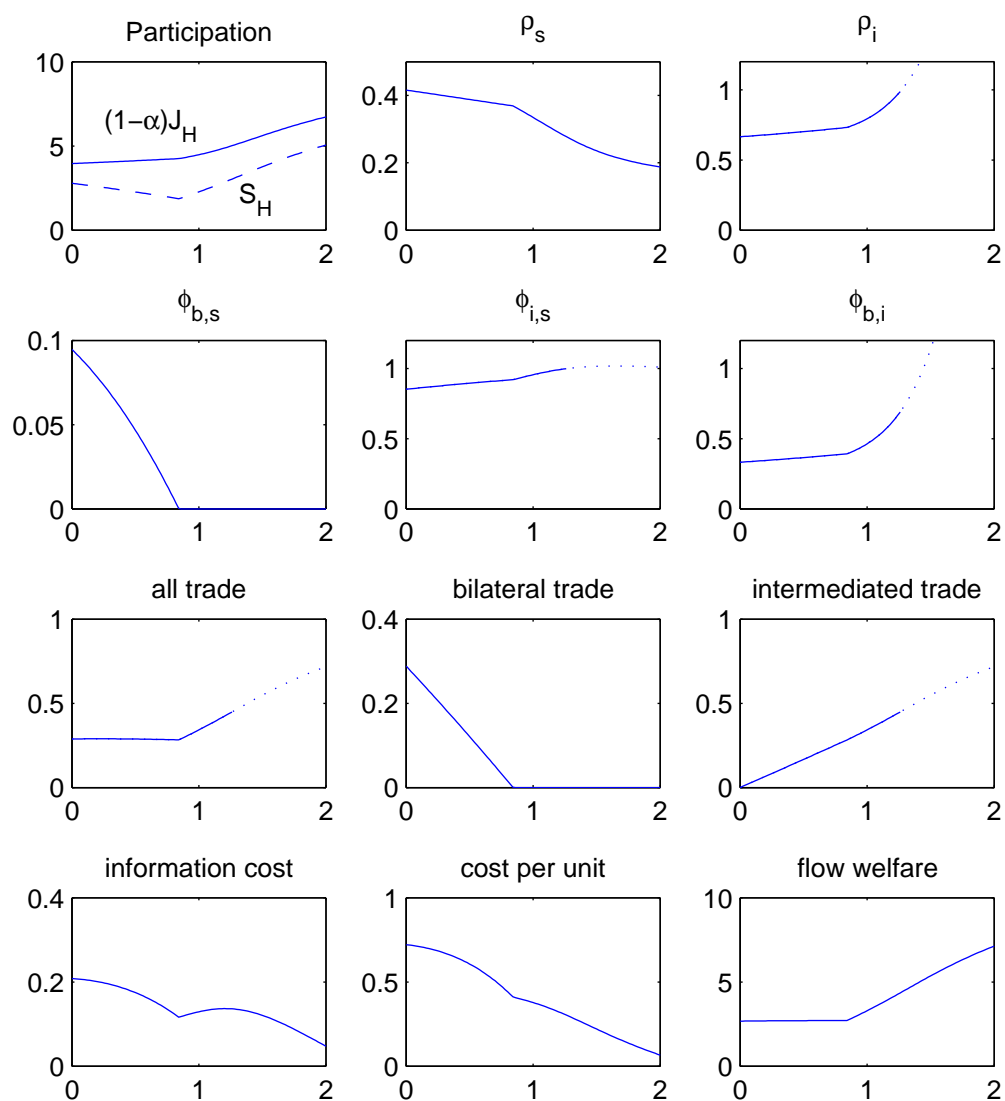 Participation
ρ_s
ρ_i
10
5
0
(1−α)J_H
S_H
0 1 2
0.4
0.2
0
0 1 2
1
0.5
0
0 1 2
ϕ_b,s
ϕ_i,s
ϕ_b,i
0.1
0.05
0
0 1 2
1
0.5
0
0 1 2
1
0.5
0
0 1 2
all trade
bilateral trade
intermediated trade
1
0.5
0
0 1 2
0.4
0.2
0
0 1 2
1
0.5
0
0 1 2
information cost
cost per unit
flow welfare
0.4
0.2
0
0 1 2
1
0.5
0
0 1 2
10
5
0
0 1 2